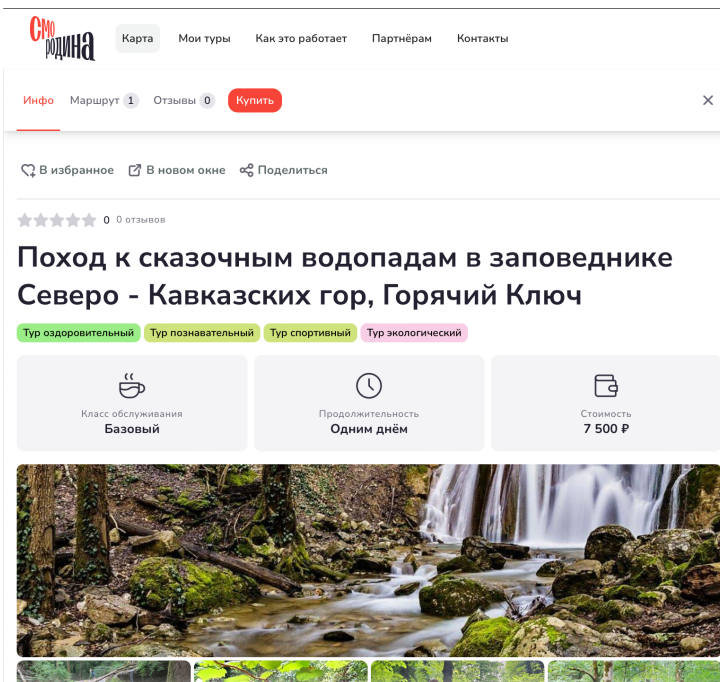 СМО
РОДИНА
Карта Мои туры Как это работает Партнёрам Контакты
Инфо Маршрут 1 Отзывы 0 Купить
В избранное В новом окне Поделиться
0 0 отзывов
Поход к сказочным водопадам в заповеднике
Северо - Кавказских гор, Горячий Ключ
Тур оздоровительный Тур познавательный Тур спортивный Тур экологический
Класс обслуживания Продолжительность Стоимость
Базовый Одним днём 7 500 ₽